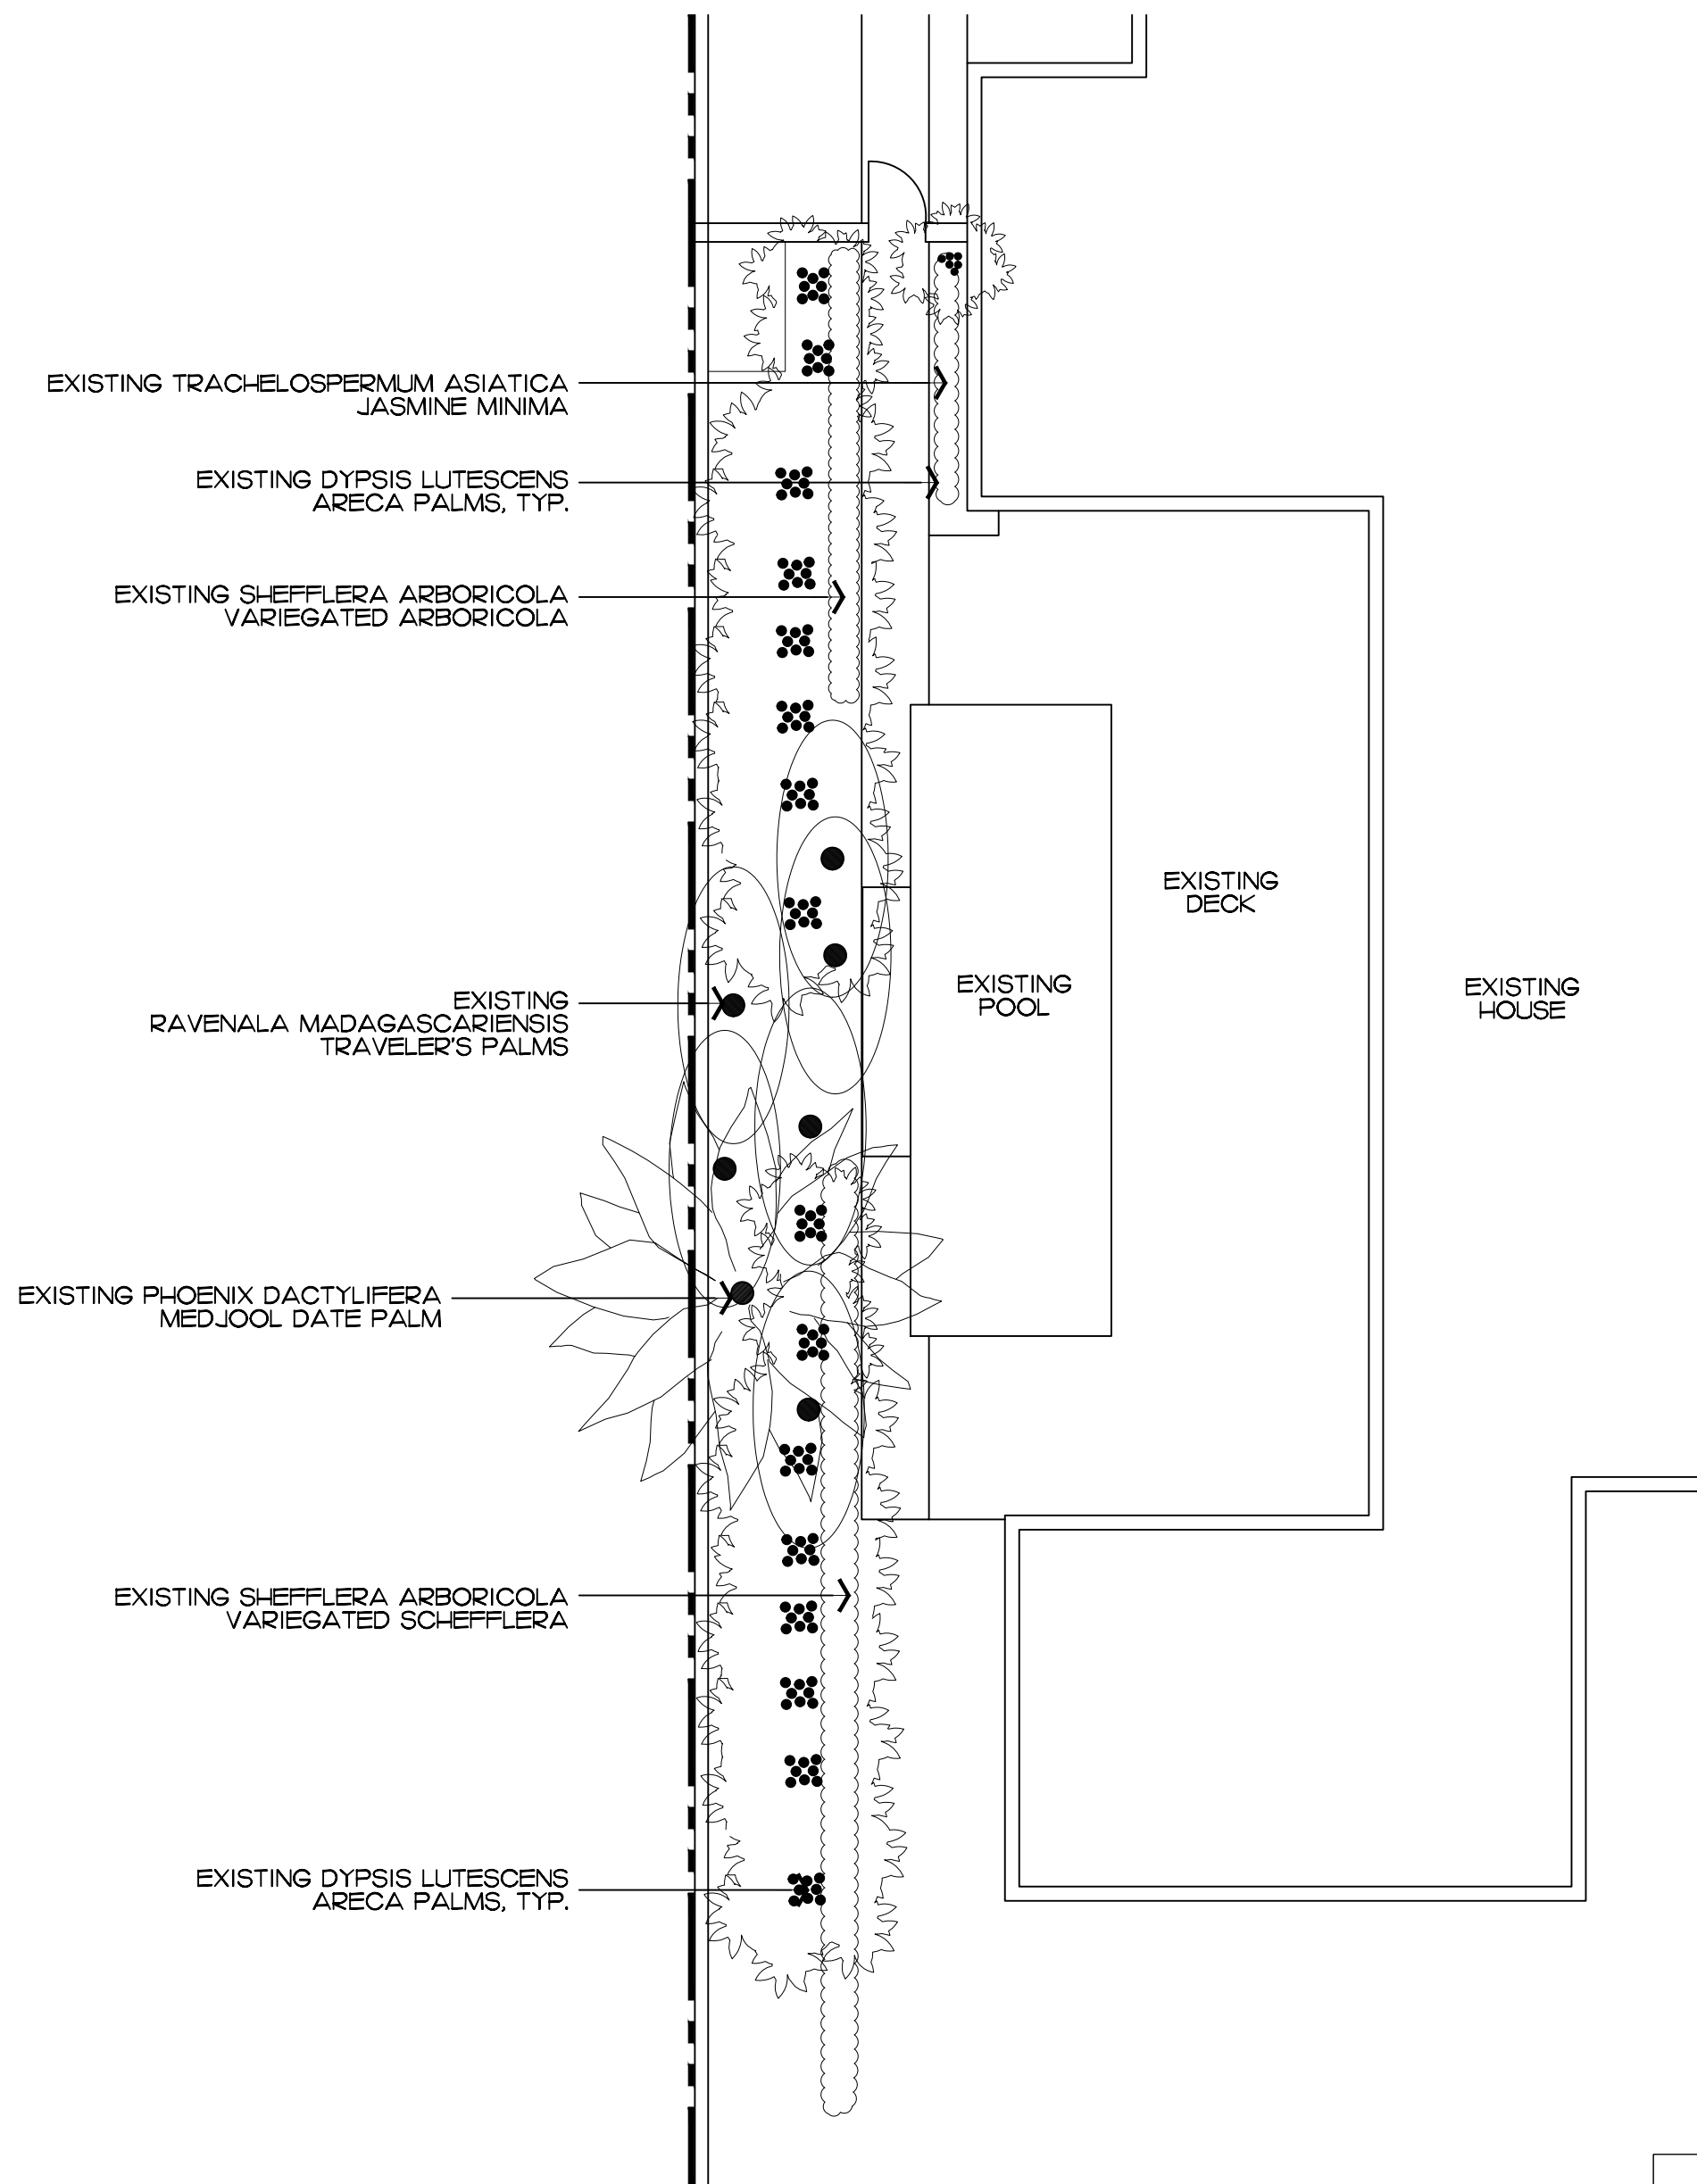 EXISTING TRACHELOSPERMUM ASIATICA
JASMINE MINIMA
EXISTING DYPSIS LUTESCENS
ARECA PALMS, TYP.
EXISTING SHEFFLERA ARBORICOLA
VARIEGATED ARBORICOLA
EXISTING
DECK
EXISTING
POOL
EXISTING
HOUSE
EXISTING
RAVENALA MADAGASCARIENSIS
TRAVELER'S PALMS
EXISTING PHOENIX DACTYLIFERA
MEDJOOL DATE PALM
EXISTING SHEFFLERA ARBORICOLA
VARIEGATED SCHEFFLERA
EXISTING DYPSIS LUTESCENS
ARECA PALMS, TYP.